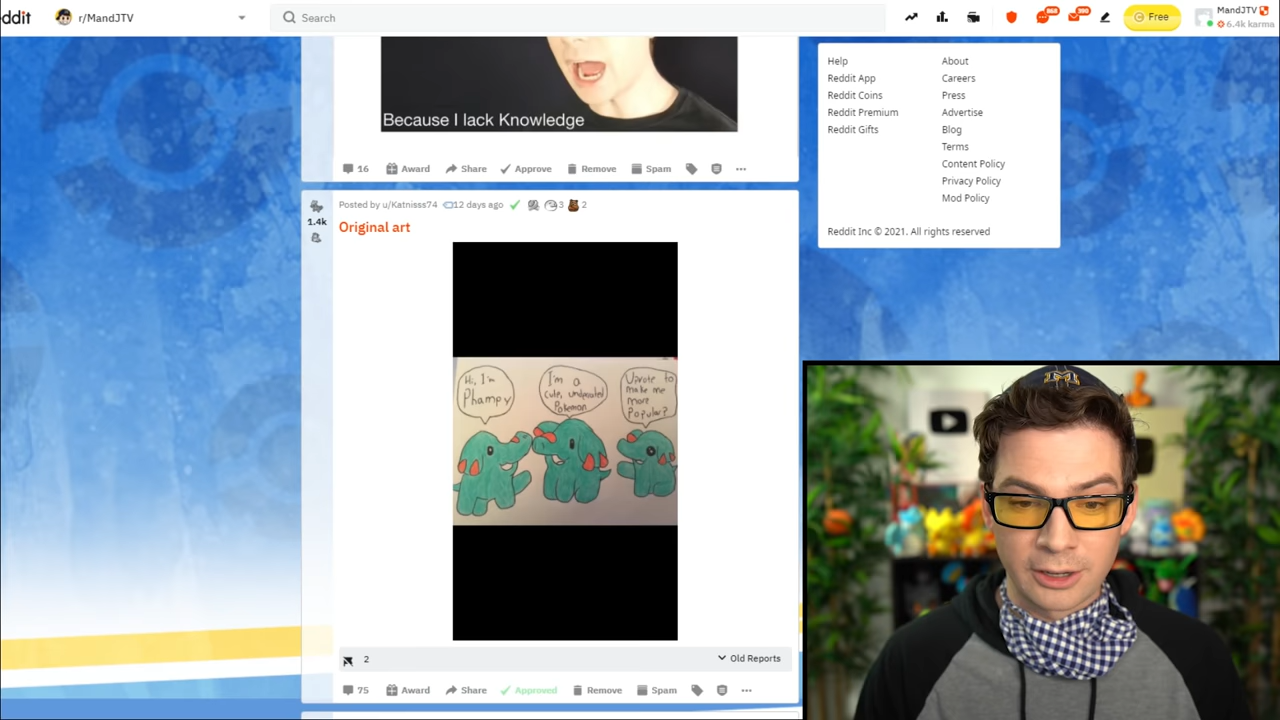 ddit
r/MandJTV
Search
868
390
Free
MandJTV
6.4k karma
Because I lack Knowledge
16
Award
Share
Approve
Remove
Spam
1.4k
Posted by u/Katnisss74
12 days ago
3
2
Original art
Hi, I'm
Phampy
I'm a
cute, underrated
Pokemon
Upvote to
make me
more
Popular?
2
Old Reports
75
Award
Share
Approved
Remove
Spam
Help
Reddit App
Reddit Coins
Reddit Premium
Reddit Gifts
About
Careers
Press
Advertise
Blog
Terms
Content Policy
Privacy Policy
Mod Policy
Reddit Inc © 2021. All rights reserved
M